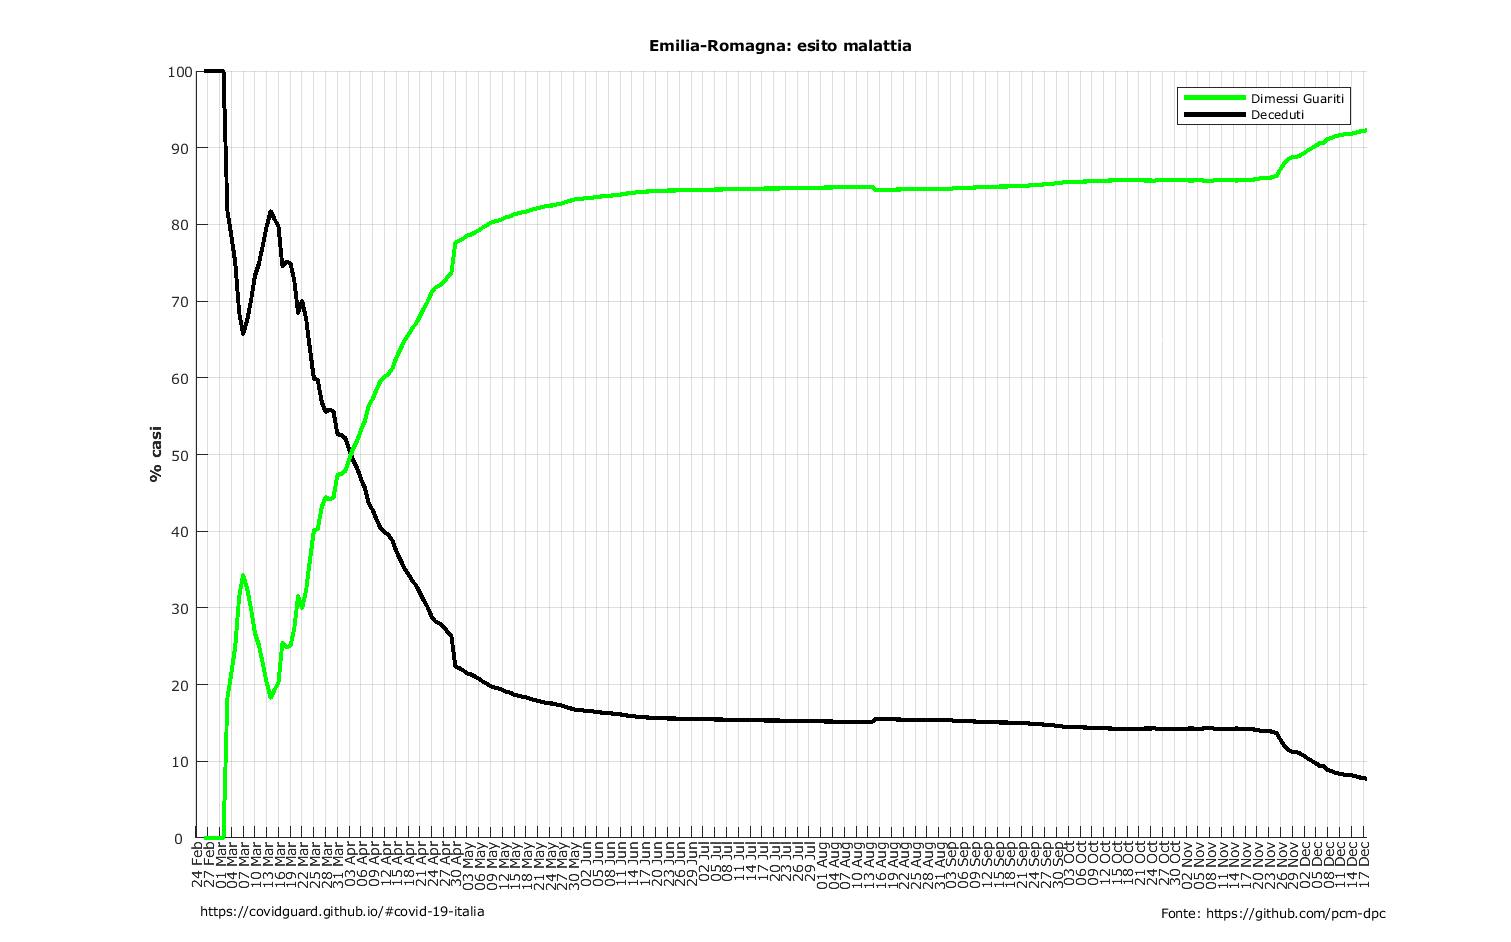 Emilia-Romagna: esito malattia
Dimessi Guariti
Deceduti
% casi
100
90
80
70
60
50
40
30
20
10
0
24 Feb
27 Feb
01 Mar
04 Mar
07 Mar
10 Mar
13 Mar
16 Mar
19 Mar
22 Mar
25 Mar
28 Mar
31 Mar
03 Apr
06 Apr
09 Apr
12 Apr
15 Apr
18 Apr
21 Apr
24 Apr
27 Apr
30 Apr
03 May
06 May
09 May
12 May
15 May
18 May
21 May
24 May
27 May
30 May
02 Jun
05 Jun
08 Jun
11 Jun
14 Jun
17 Jun
20 Jun
23 Jun
26 Jun
29 Jun
02 Jul
05 Jul
08 Jul
11 Jul
14 Jul
17 Jul
20 Jul
23 Jul
26 Jul
29 Jul
01 Aug
04 Aug
07 Aug
10 Aug
13 Aug
16 Aug
19 Aug
22 Aug
25 Aug
28 Aug
31 Aug
03 Sep
06 Sep
09 Sep
12 Sep
15 Sep
18 Sep
21 Sep
24 Sep
27 Sep
30 Sep
03 Oct
06 Oct
09 Oct
12 Oct
15 Oct
18 Oct
21 Oct
24 Oct
27 Oct
30 Oct
02 Nov
05 Nov
08 Nov
11 Nov
14 Nov
17 Nov
20 Nov
23 Nov
26 Nov
29 Nov
02 Dec
05 Dec
08 Dec
11 Dec
14 Dec
17 Dec
https://covidguard.github.io/#covid-19-italia
Fonte: https://github.com/pcm-dpc